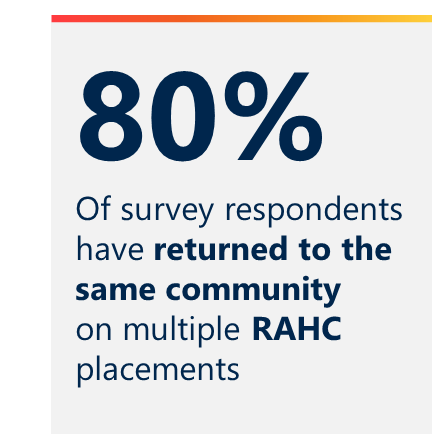 80%
Of survey respondents
have returned to the
same community
on multiple RAHC
placements